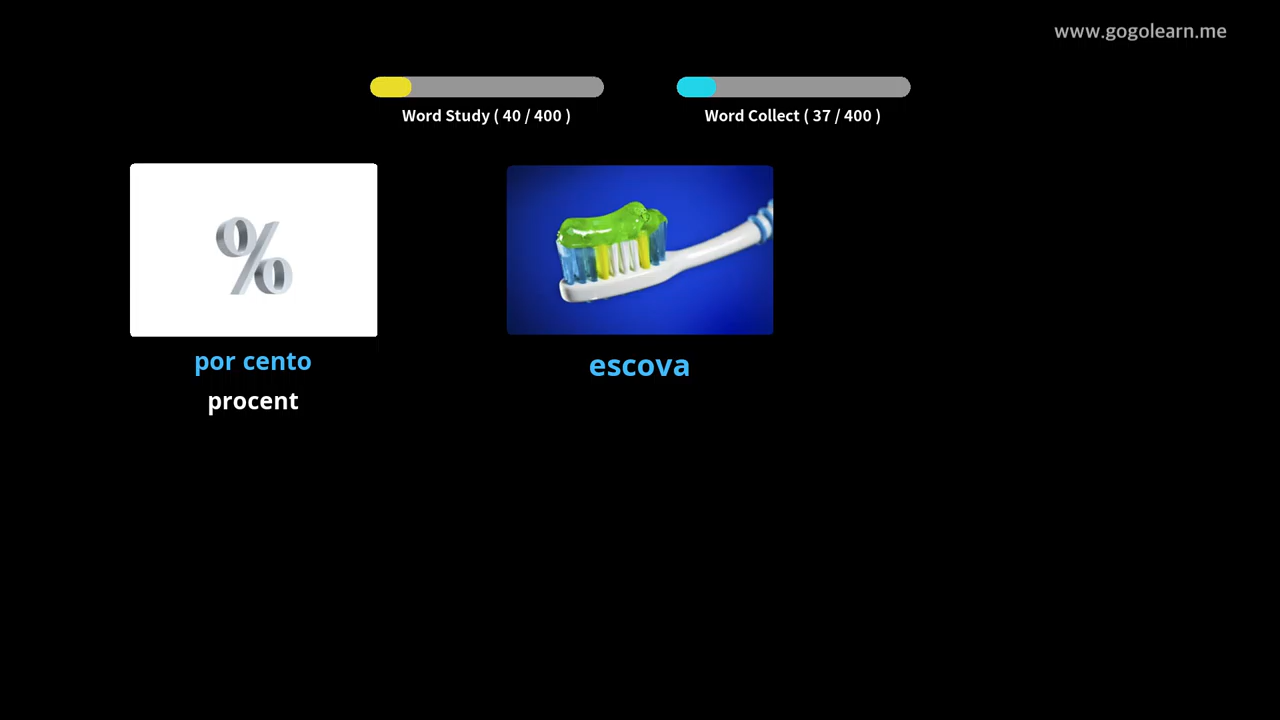 www.gogolearn.me
Word Study ( 40 / 400 )
Word Collect ( 37 / 400 )
%
por cento
procent
escova